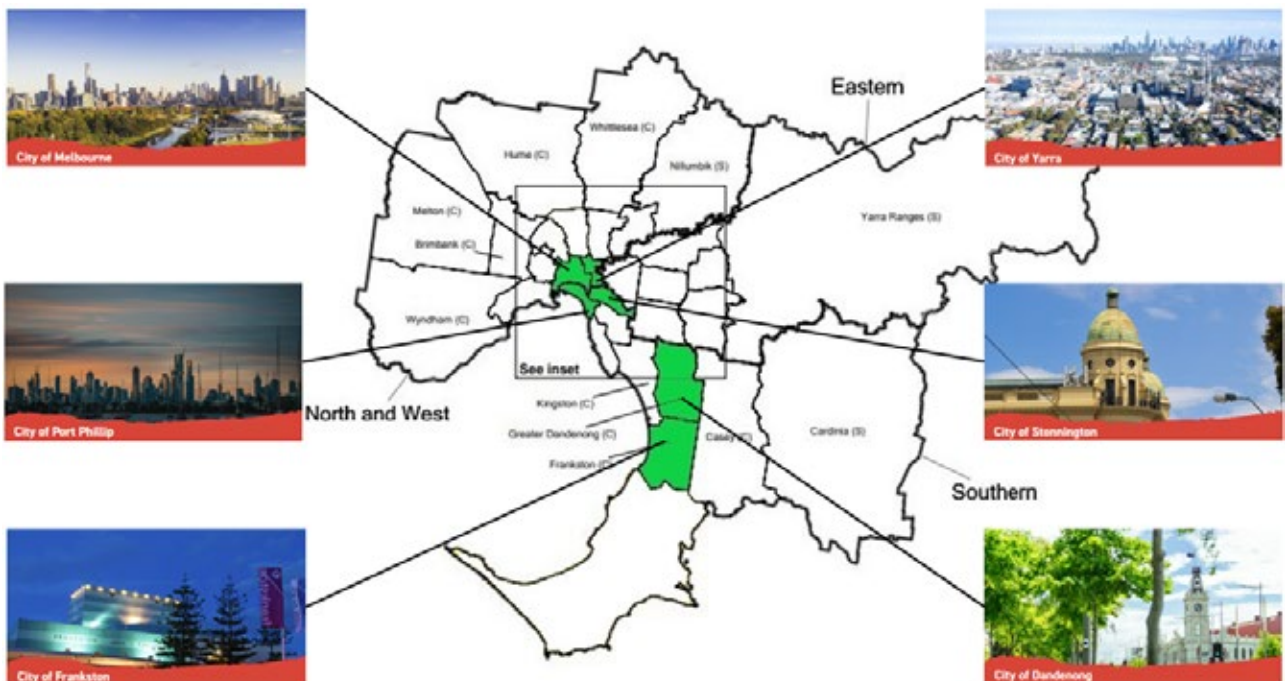 City of Melbourne
City of Yarra
Eastern
Whittlesea (C)
Hume (C)
Nillumbik (S)
Melton (C)
Yarra Ranges (S)
Brimbank (C)
Wyndham (C)
See inset
City of Port Phillip
North and West
Kingston (C)
Greater Dandenong (C)
Casey (C)
Cardinia (S)
City of Stonnington
Frankston (C)
Southern
City of Frankston
City of Dandenong